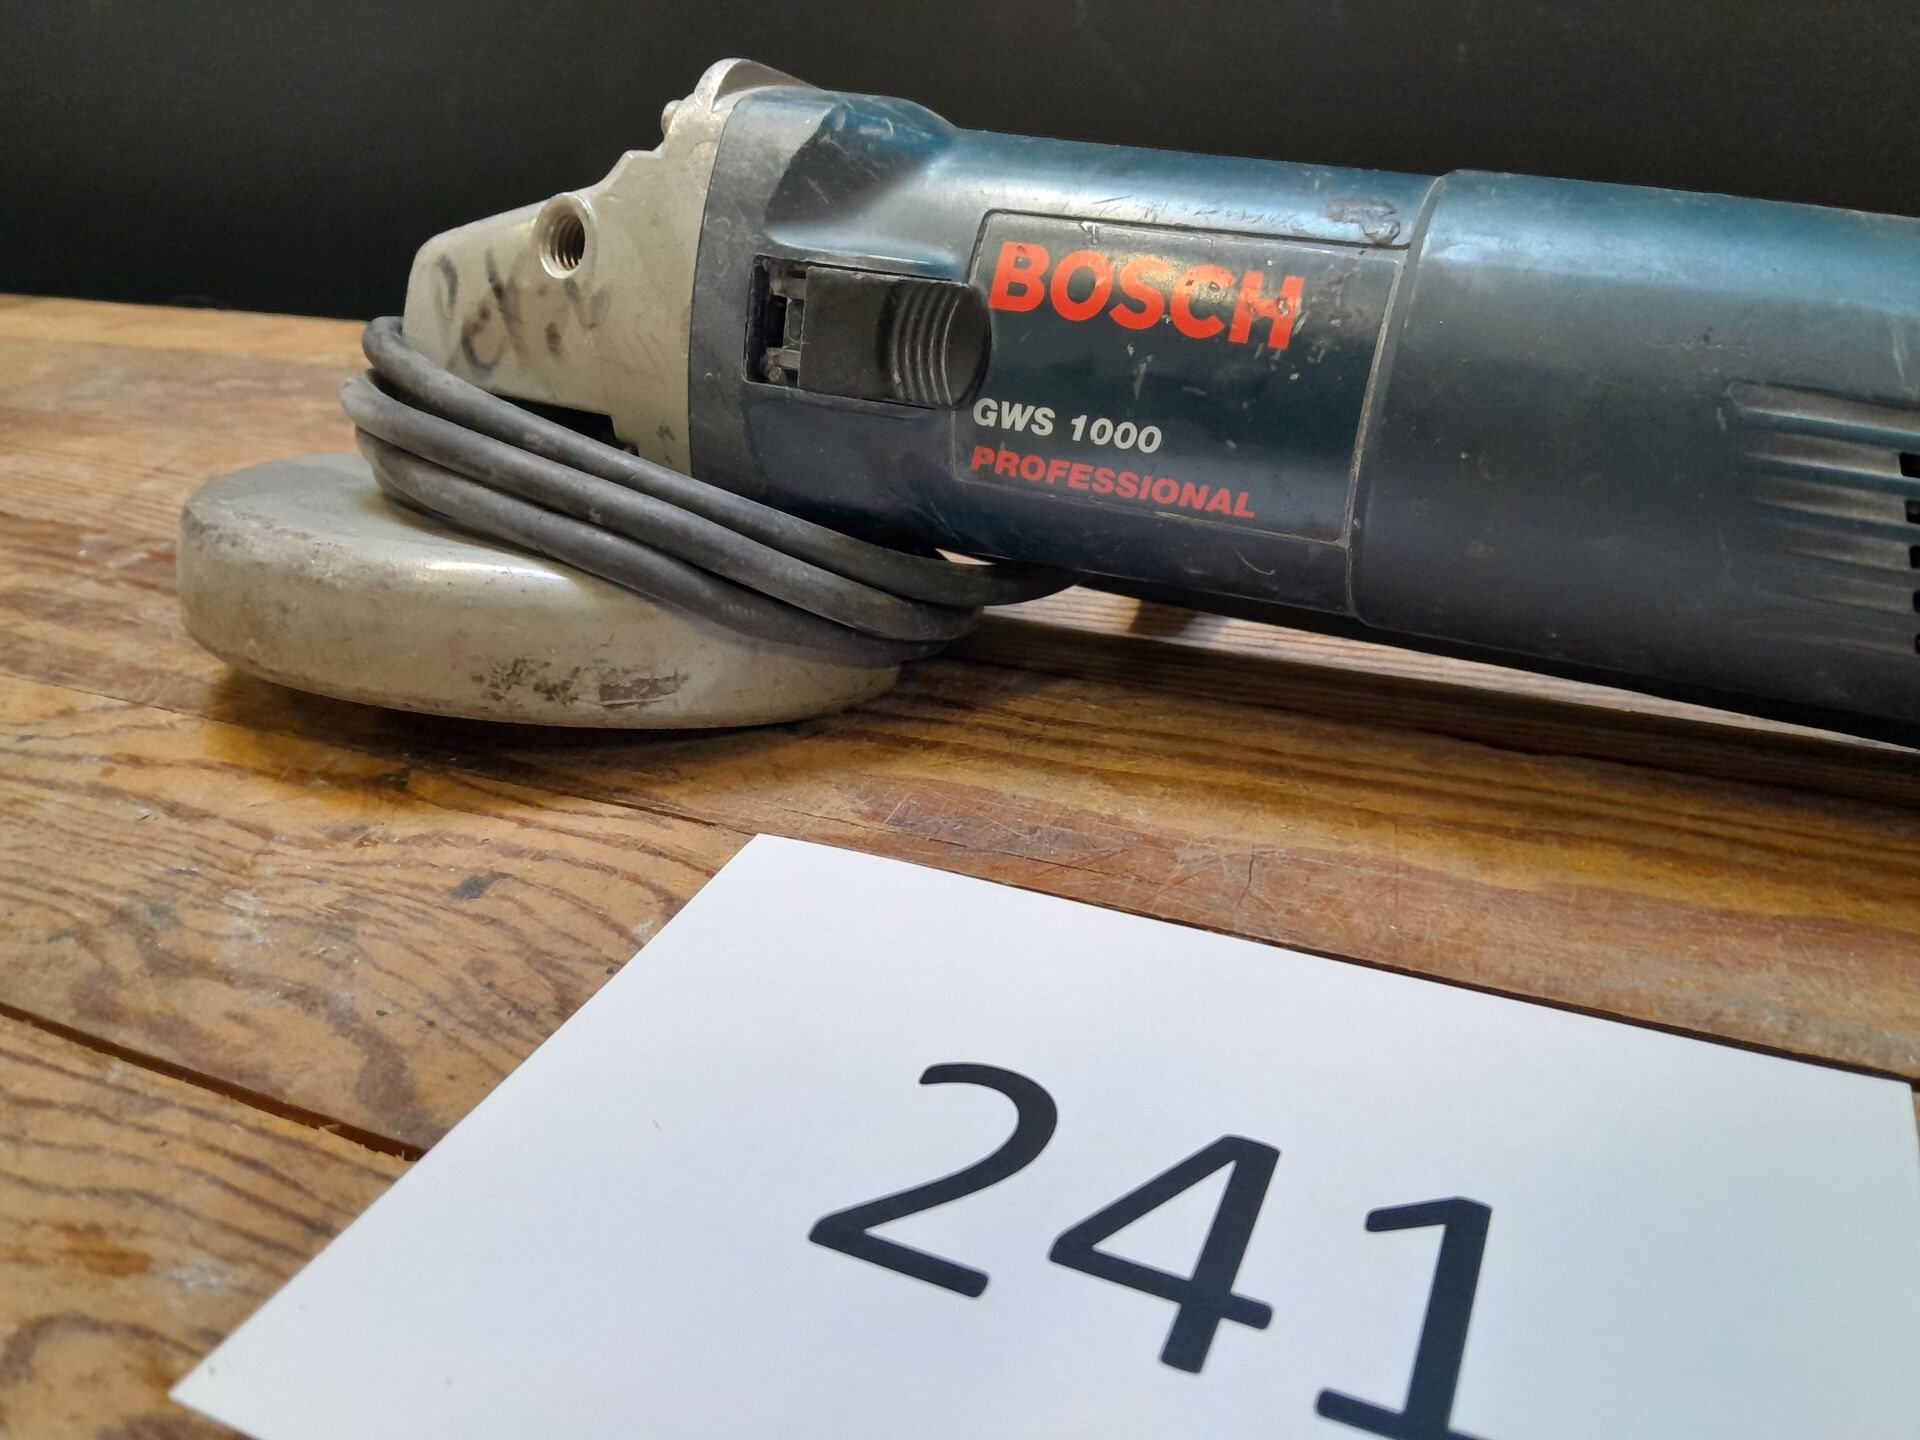 BOSCH
GWS 1000
PROFESSIONAL
241